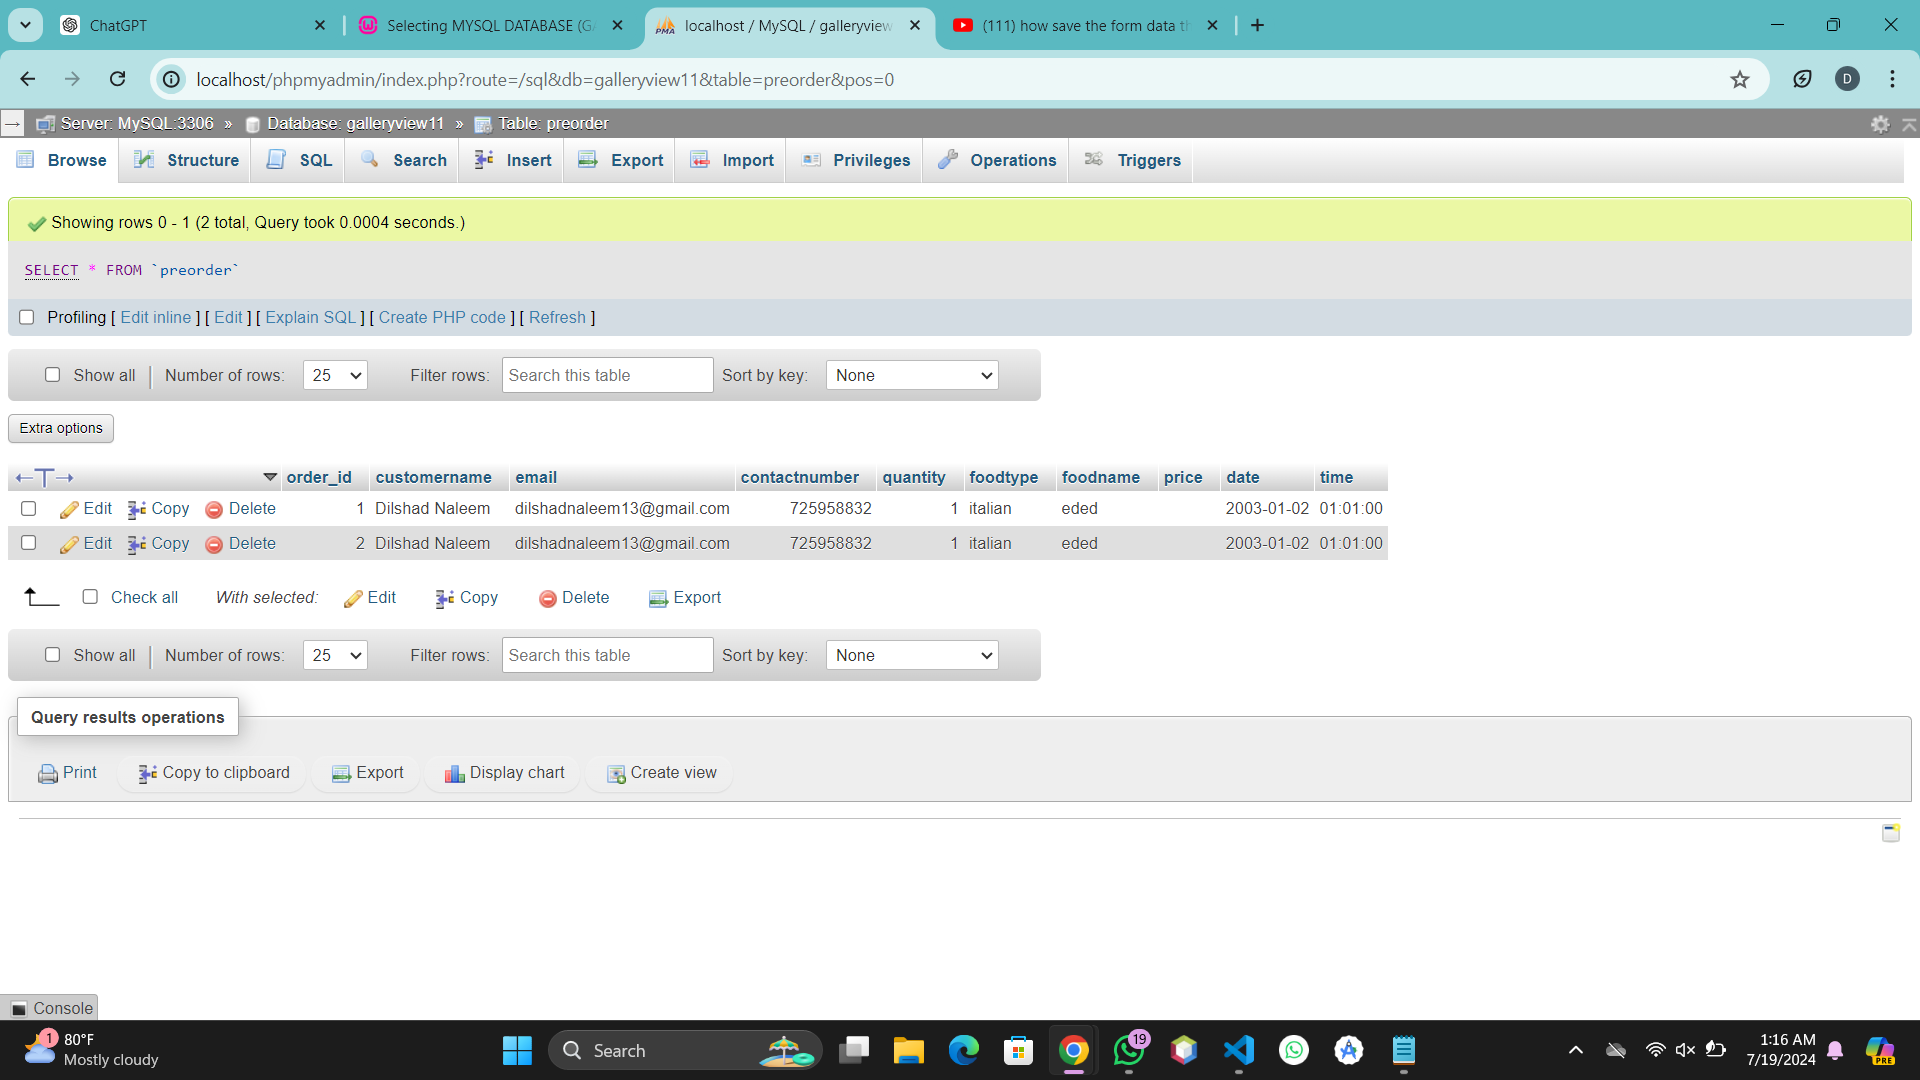 ChatGPT
Selecting MYSQL DATABASE (GA
localhost / MySQL / galleryview
(111) how save the form data th
localhost/phpmyadmin/index.php?route=/sql&db=galleryview11&table=preorder&pos=0
D
Server: MySQL:3306 » Database: galleryview11 » Table: preorder
Browse Structure SQL Search Insert Export Import Privileges Operations Triggers
Showing rows 0 - 1 (2 total, Query took 0.0004 seconds.)
SELECT * FROM `preorder`
Profiling [ Edit inline ] [ Edit ] [ Explain SQL ] [ Create PHP code ] [ Refresh ]
Show all | Number of rows: 25 Filter rows: Search this table Sort by key: None
Extra options
←T→ order_id customername email contactnumber quantity foodtype foodname price date time
Edit Copy Delete 1 Dilshad Naleem dilshadnaleem13@gmail.com 725958832 1 italian eded 2003-01-02 01:01:00
Edit Copy Delete 2 Dilshad Naleem dilshadnaleem13@gmail.com 725958832 1 italian eded 2003-01-02 01:01:00
Check all With selected: Edit Copy Delete Export
Show all | Number of rows: 25 Filter rows: Search this table Sort by key: None
Query results operations
Print Copy to clipboard Export Display chart Create view
Console
1 80°F
Mostly cloudy
Search
19
1:16 AM
7/19/2024
PRE